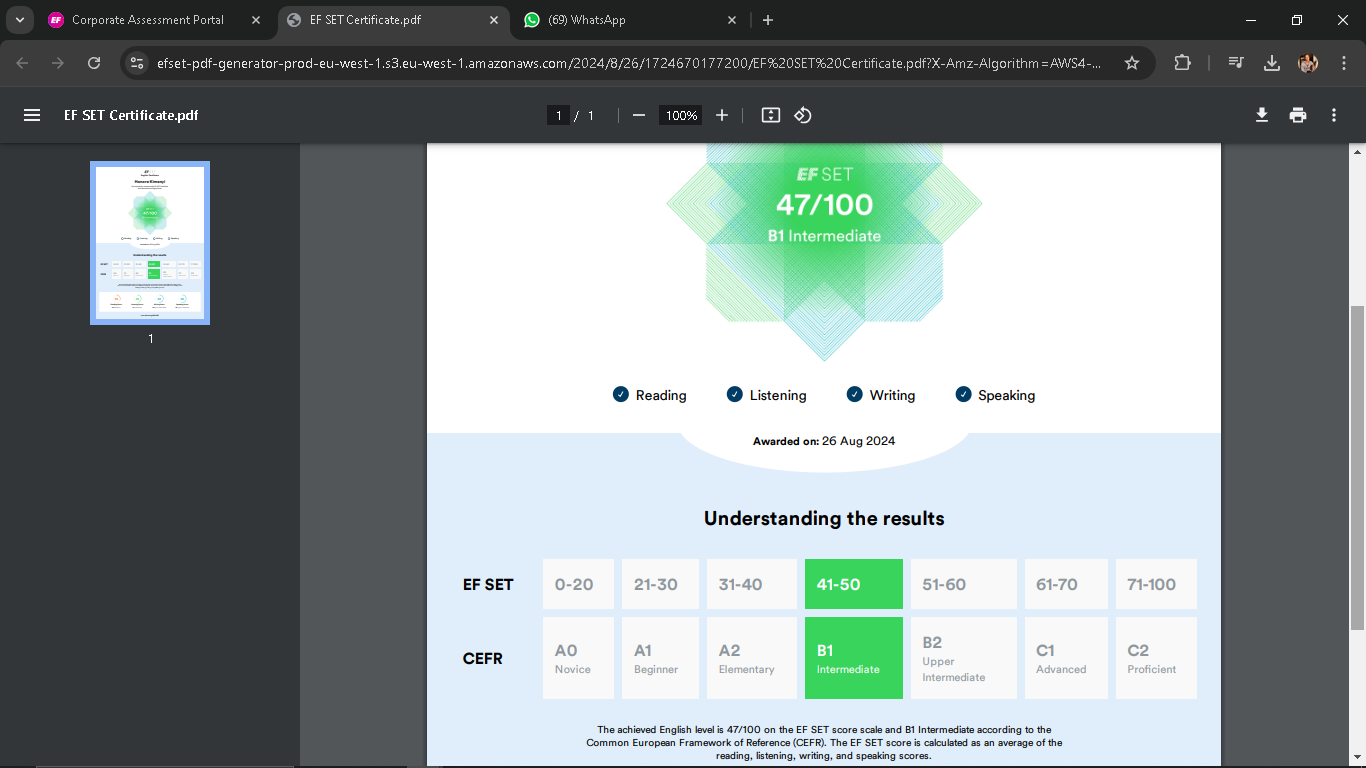 Corporate Assessment Portal
EF SET Certificate.pdf
(69) WhatsApp
efset-pdf-generator-prod-eu-west-1.s3.eu-west-1.amazonaws.com/2024/8/26/1724670177200/EF%20SET%20Certificate.pdf?X-Amz-Algorithm=AWS4-...
EF SET Certificate.pdf
1 / 1
100%
1
EF SET
47/100
B1 Intermediate
Reading Listening Writing Speaking
Awarded on: 26 Aug 2024
Understanding the results
EF SET 0-20 21-30 31-40 41-50 51-60 61-70 71-100
CEFR A0 A1 A2 B1 B2 C1 C2
Novice Beginner Elementary Intermediate Upper Intermediate Advanced Proficient
The achieved English level is 47/100 on the EF SET score scale and B1 Intermediate according to the
Common European Framework of Reference (CEFR). The EF SET score is calculated as an average of the
reading, listening, writing, and speaking scores.